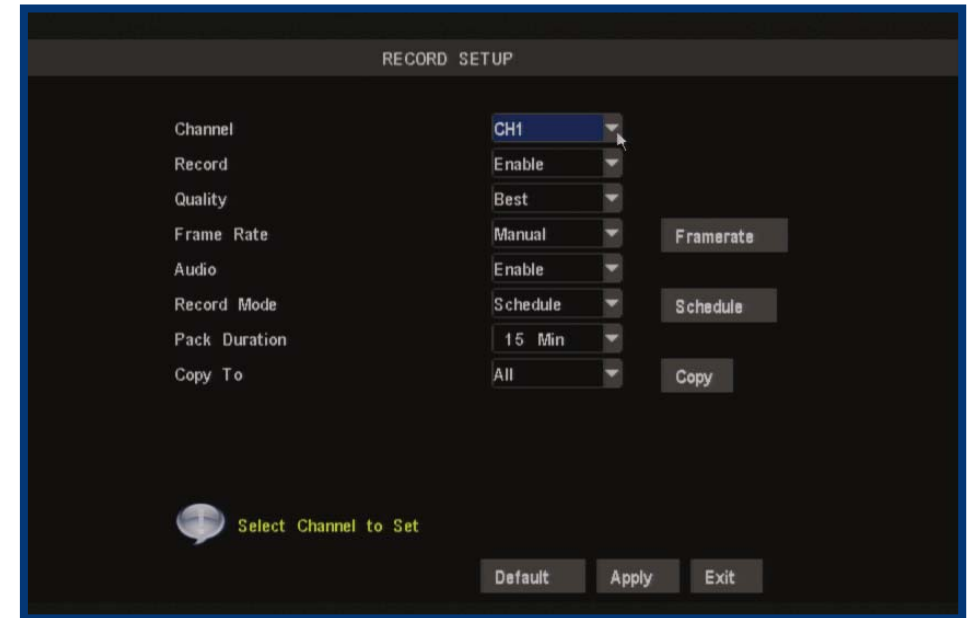 RECORD SETUP
Channel CH1
Record Enable
Quality Best
Frame Rate Manual Framerate
Audio Enable
Record Mode Schedule Schedule
Pack Duration 15 Min
Copy To All Copy
Select Channel to Set
Default Apply Exit